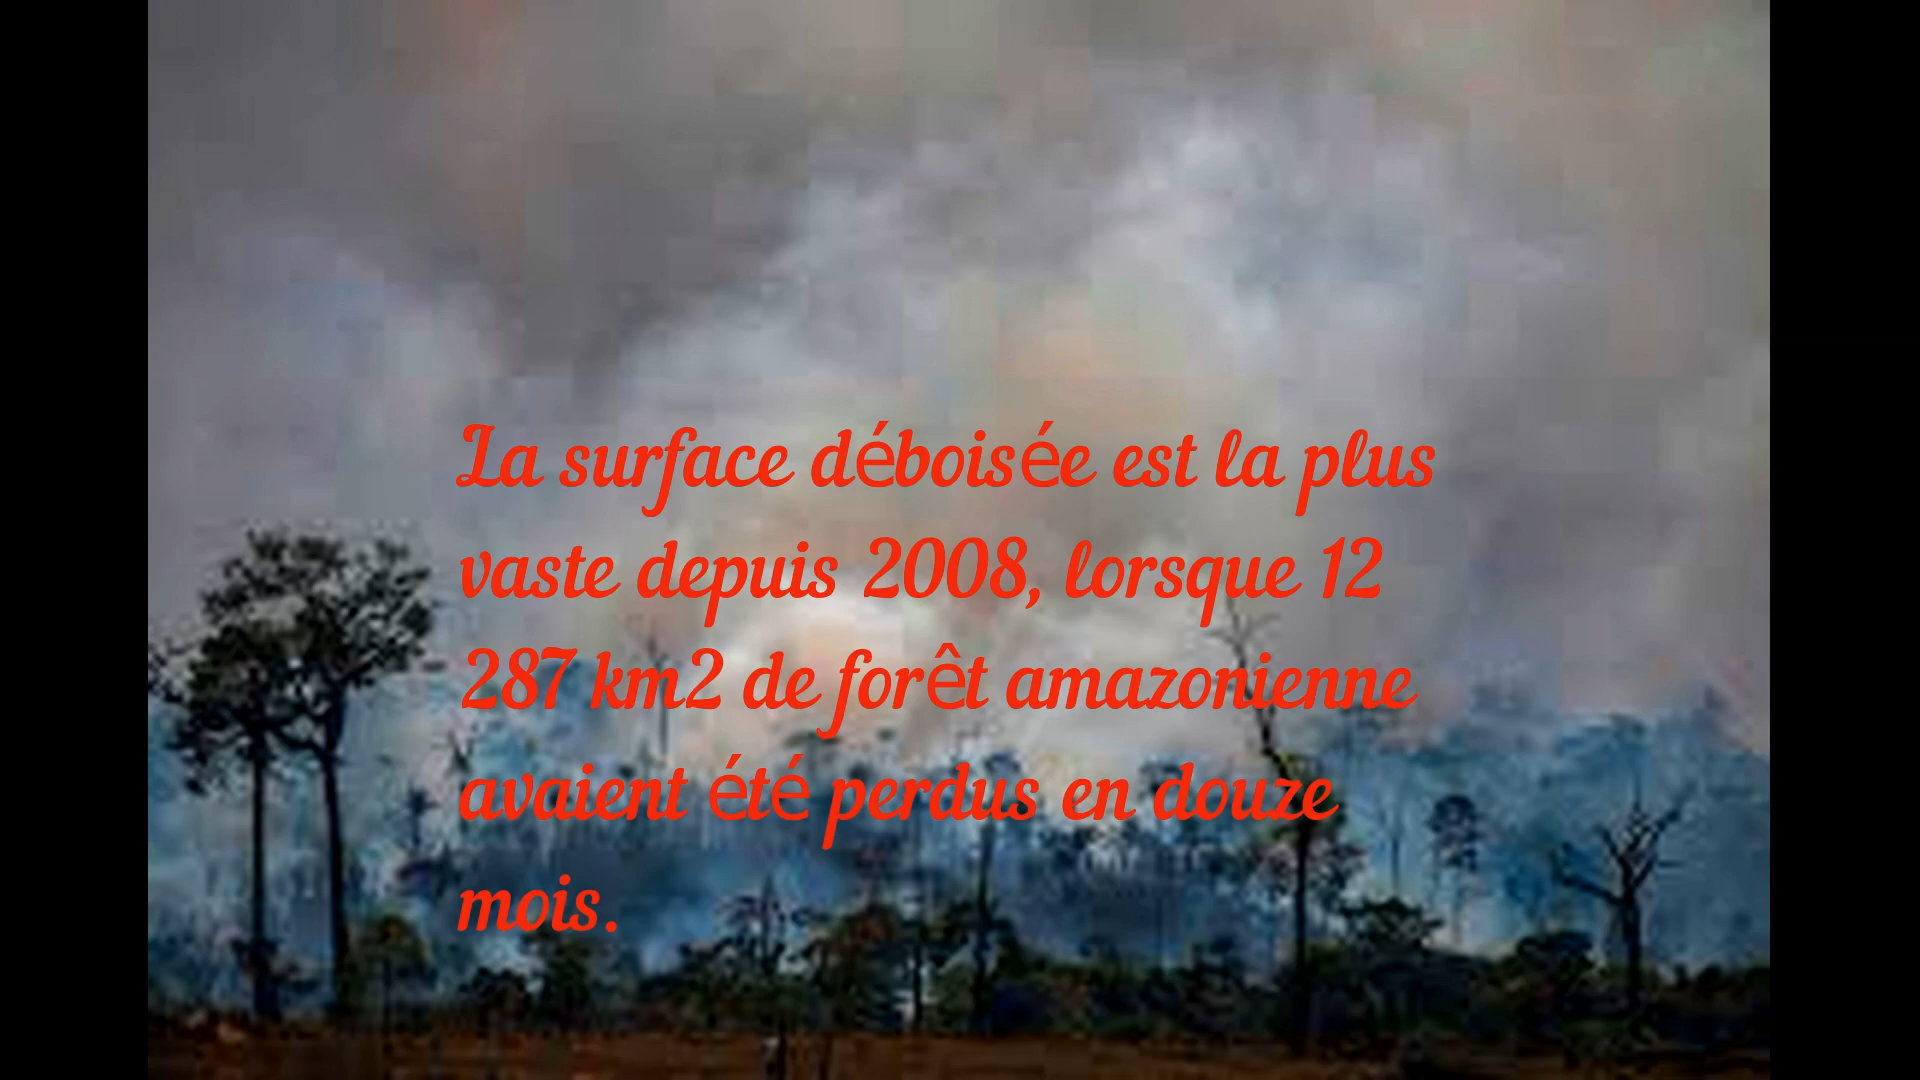 La surface déboisée est la plus
vaste depuis 2008, lorsque 12
287 km2 de forêt amazonienne
avaient été perdus en douze
mois.